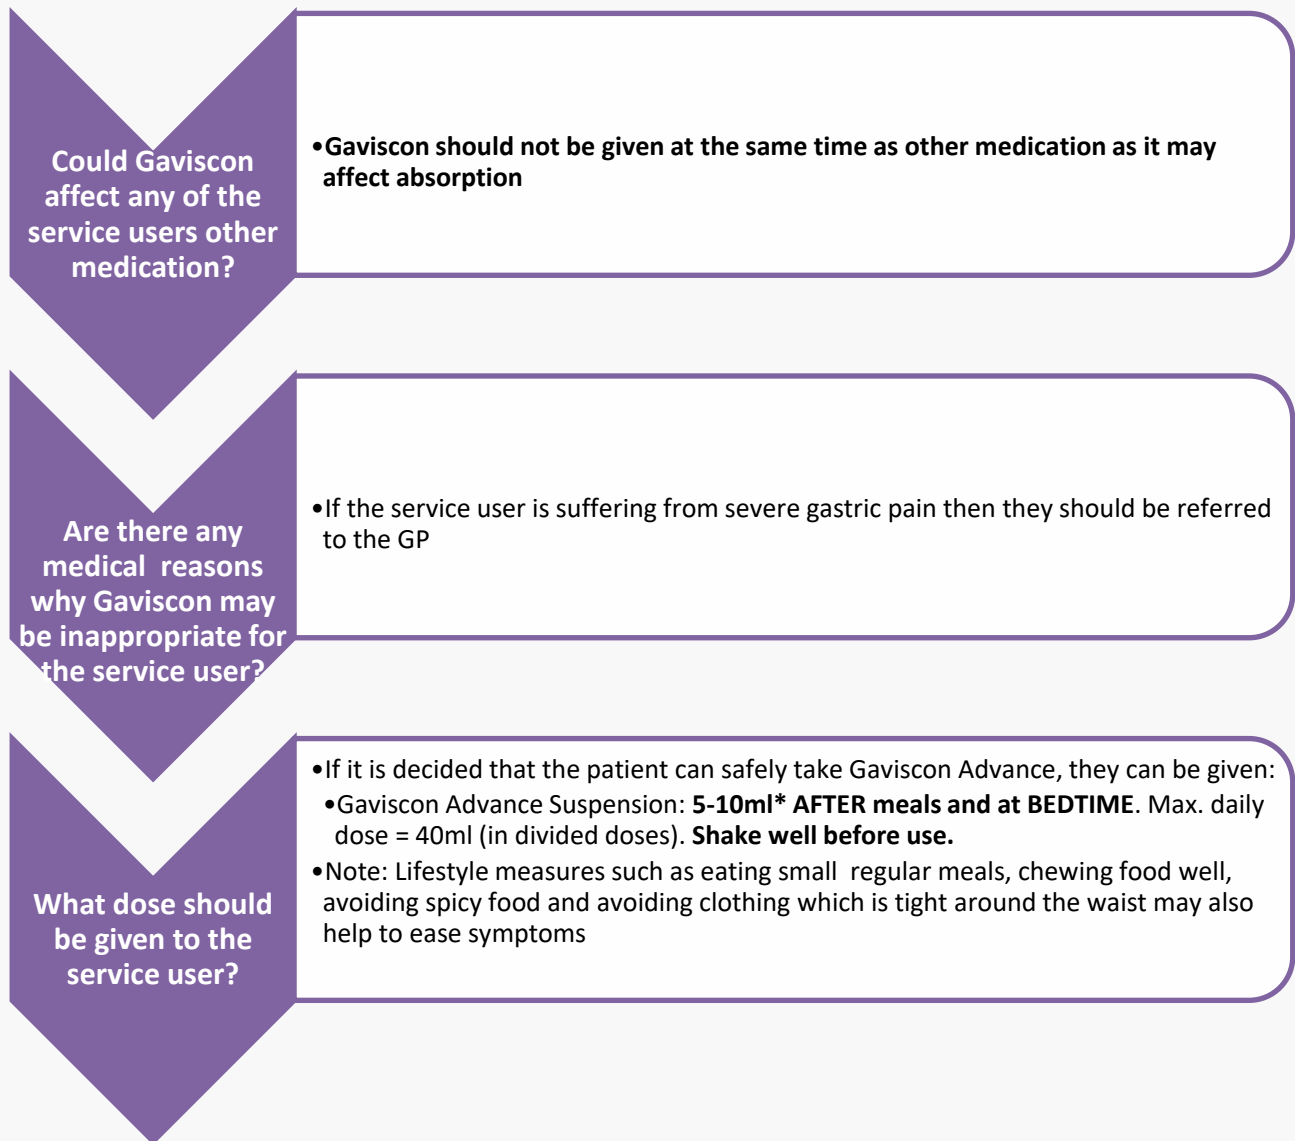 Could Gaviscon
affect any of the
service users other
medication?
•Gaviscon should not be given at the same time as other medication as it may
affect absorption
Are there any
medical reasons
why Gaviscon may
be inappropriate for
the service user?
•If the service user is suffering from severe gastric pain then they should be referred
to the GP
What dose should
be given to the
service user?
•If it is decided that the patient can safely take Gaviscon Advance, they can be given:
•Gaviscon Advance Suspension: 5-10ml* AFTER meals and at BEDTIME. Max. daily
dose = 40ml (in divided doses). Shake well before use.
•Note: Lifestyle measures such as eating small regular meals, chewing food well,
avoiding spicy food and avoiding clothing which is tight around the waist may also
help to ease symptoms